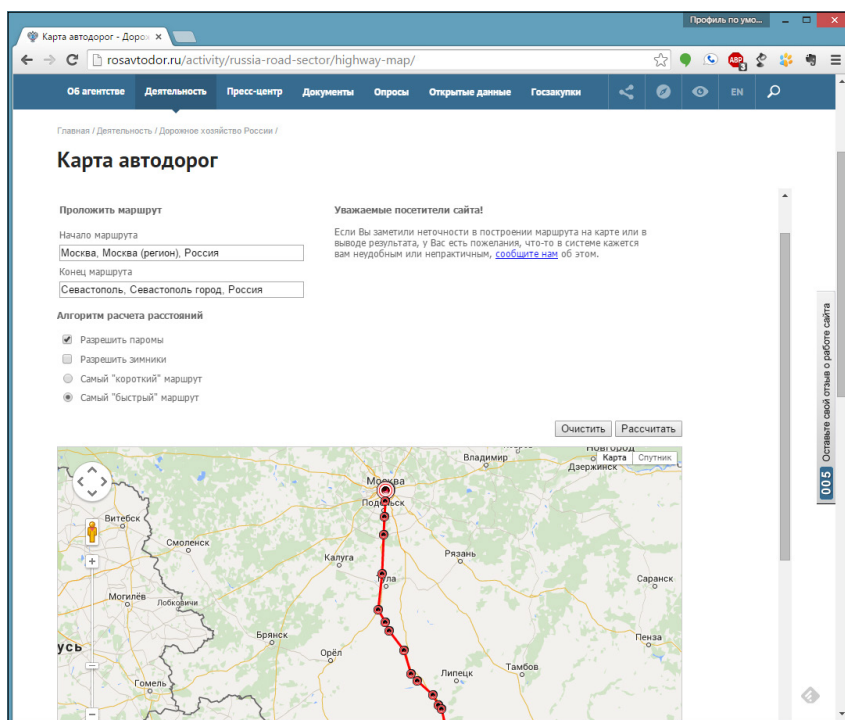 Профиль по умо...
Карта автодорог - Доро
rosavtodor.ru/activity/russia-road-sector/highway-map/
ABP
3
Об агентстве Деятельность Пресс-центр Документы Опросы Открытые данные Госзакупки EN
Главная / Деятельность / Дорожное хозяйство России /
Карта автодорог
Проложить маршрут
Начало маршрута
Москва, Москва (регион), Россия
Конец маршрута
Севастополь, Севастополь город, Россия
Уважаемые посетители сайта!
Если Вы заметили неточности в построении маршрута на карте или в
выводе результата, у Вас есть пожелания, что-то в системе кажется
вам неудобным или непрактичным, сообщите нам об этом.
Алгоритм расчета расстояний
Разрешить паромы
Разрешить зимники
Самый "короткий" маршрут
Самый "быстрый" маршрут
Очистить Рассчитать
005 Оставьте свой отзыв о работе сайта
Карта Спутник
Владимир
Дзержинск
Москва
Подольск
Витебск
Смоленск
Калуга
Рязань
Тула
Саранск
Могилёв
Лобковичи
Брянск
Пенза
усь
Орёл
Липецк
Тамбов
Гомель